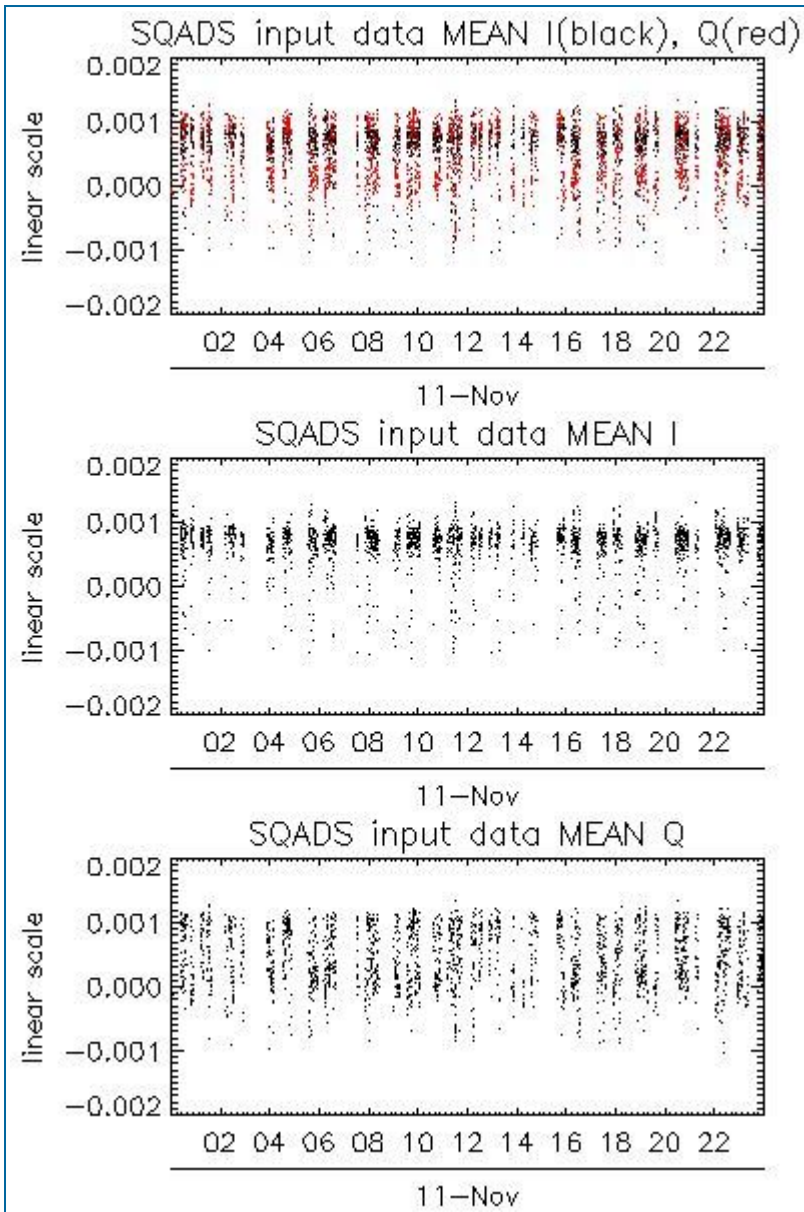 SQADS input data MEAN I(black), Q(red)
0.002
0.001
0.000
−0.001
−0.002
linear scale
02 04 06 08 10 12 14 16 18 20 22
11−Nov
SQADS input data MEAN I
0.002
0.001
0.000
−0.001
−0.002
linear scale
02 04 06 08 10 12 14 16 18 20 22
11−Nov
SQADS input data MEAN Q
0.002
0.001
0.000
−0.001
−0.002
linear scale
02 04 06 08 10 12 14 16 18 20 22
11−Nov